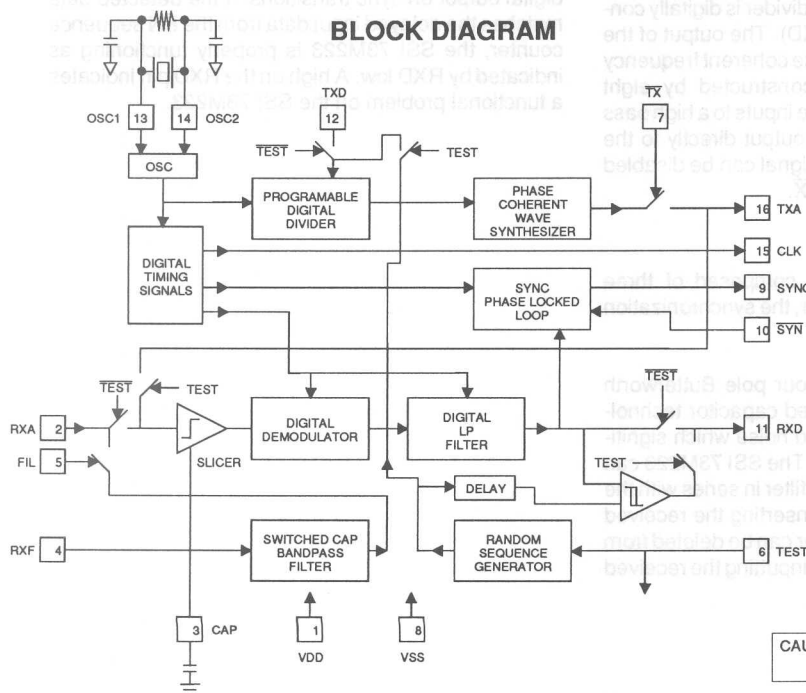 BLOCK DIAGRAM
TXD
TX
OSC1 13 14 OSC2
12
7
TEST
TEST
OSC
PROGRAMABLE
DIGITAL
DIVIDER
PHASE
COHERENT
WAVE
SYNTHESIZER
16 TXA
15 CLK
DIGITAL
TIMING
SIGNALS
SYNC
PHASE LOCKED
LOOP
9 SYNC
10 SYN
TEST
TEST
TEST
RXA 2
SLICER
DIGITAL
DEMODULATOR
DIGITAL
LP
FILTER
11 RXD
FIL 5
TEST
DELAY
RXF 4
SWITCHED CAP
BANDPASS
FILTER
RANDOM
SEQUENCE
GENERATOR
6 TEST
3 CAP
1
8
VDD
VSS
CAU